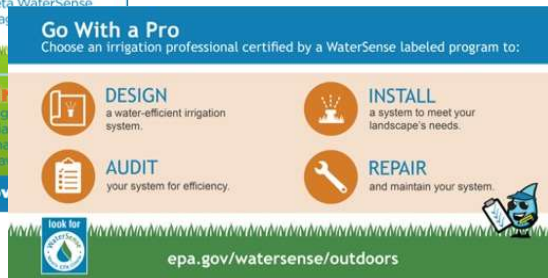 eta WaterSense
Go With a Pro
Choose an irrigation professional certified by a WaterSense labeled program to:
DESIGN
a water-efficient irrigation
system.
INSTALL
a system to meet your
landscape's needs.
AUDIT
your system for efficiency.
REPAIR
and maintain your system.
look for
WaterSense
epa.gov/watersense/outdoors